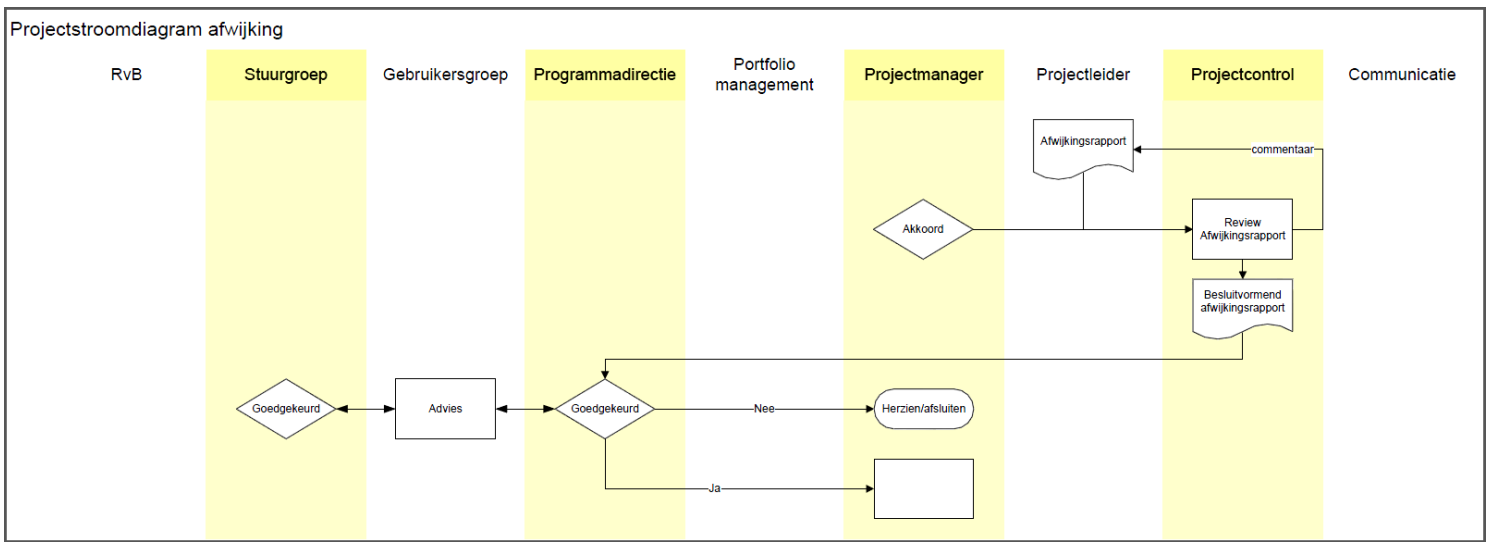 Projectstroomdiagram afwijking
RvB
Stuurgroep
Gebruikersgroep
Programmadirectie
Portfolio
management
Projectmanager
Projectleider
Projectcontrol
Communicatie
Afwijkingsrapport
commentaar
Akkoord
Review
Afwijkingsrapport
Besluitvormend
afwijkingsrapport
Goedgekeurd
Advies
Goedgekeurd
Nee
Herzien/afsluiten
Ja